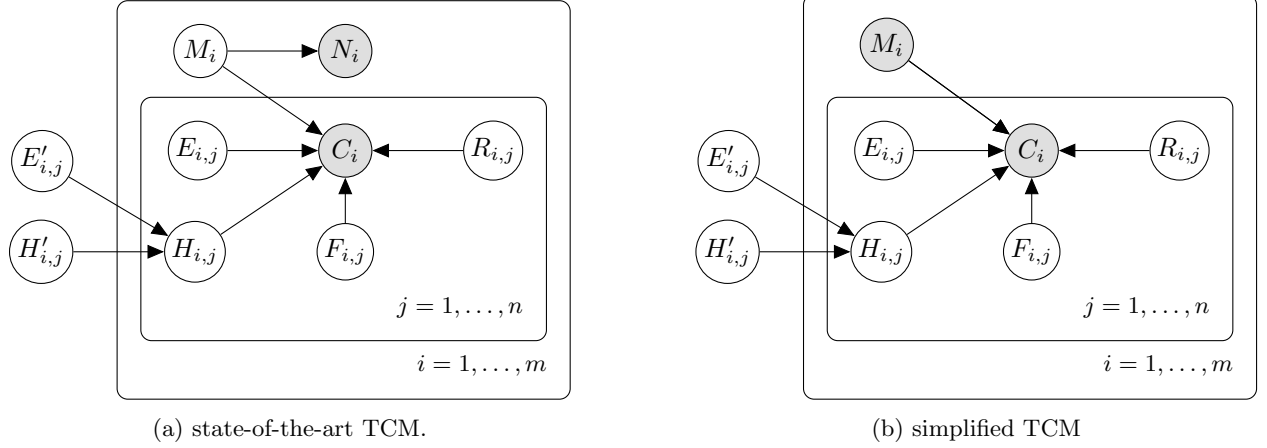 M_i
N_i
E_{i,j}
C_i
R_{i,j}
E'_{i,j}
H'_{i,j}
H_{i,j}
F_{i,j}
j = 1, . . . , n
i = 1, . . . , m
(a) state-of-the-art TCM.
M_i
E_{i,j}
C_i
R_{i,j}
E'_{i,j}
H'_{i,j}
H_{i,j}
F_{i,j}
j = 1, . . . , n
i = 1, . . . , m
(b) simplified TCM